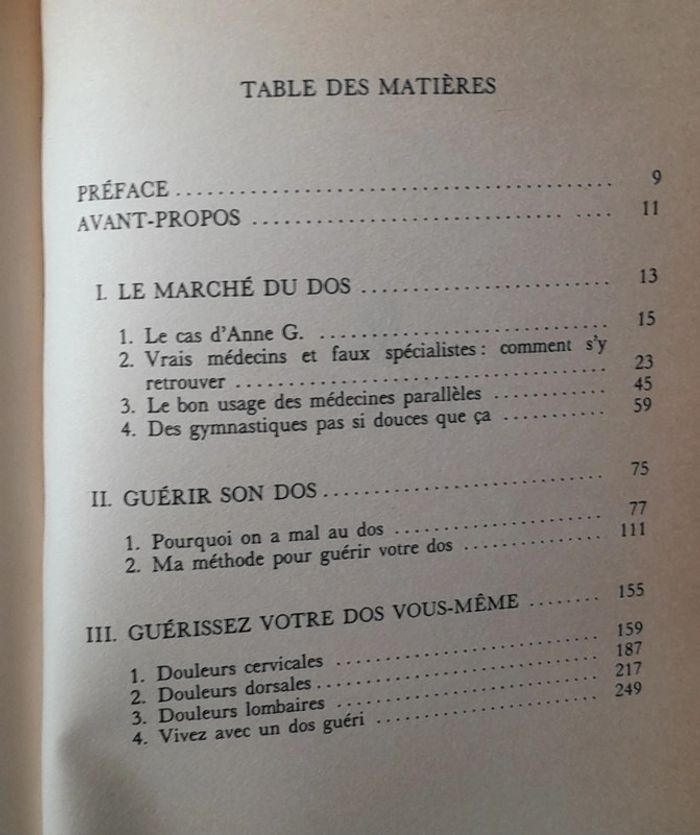 TABLE DES MATIÈRES
PRÉFACE ........................................ 9
AVANT-PROPOS .............................. .... 11
I. LE MARCHÉ DU DOS ........................ 13
1. Le cas d'Anne G. ............................ 15
2. Vrais médecins et faux spécialistes : comment s'y
retrouver .................................... 23
3. Le bon usage des médecines parallèles ............ 45
4. Des gymnastiques pas si douces que ça ........... 59
II. GUÉRIR SON DOS ............................ 75
1. Pourquoi on a mal au dos ..................... 77
2. Ma méthode pour guérir votre dos .............. 111
III. GUÉRISSEZ VOTRE DOS VOUS-MÊME ........ 155
1. Douleurs cervicales .......................... 159
2. Douleurs dorsales ............................ 187
3. Douleurs lombaires .......................... 217
4. Vivez avec un dos guéri ...................... 249